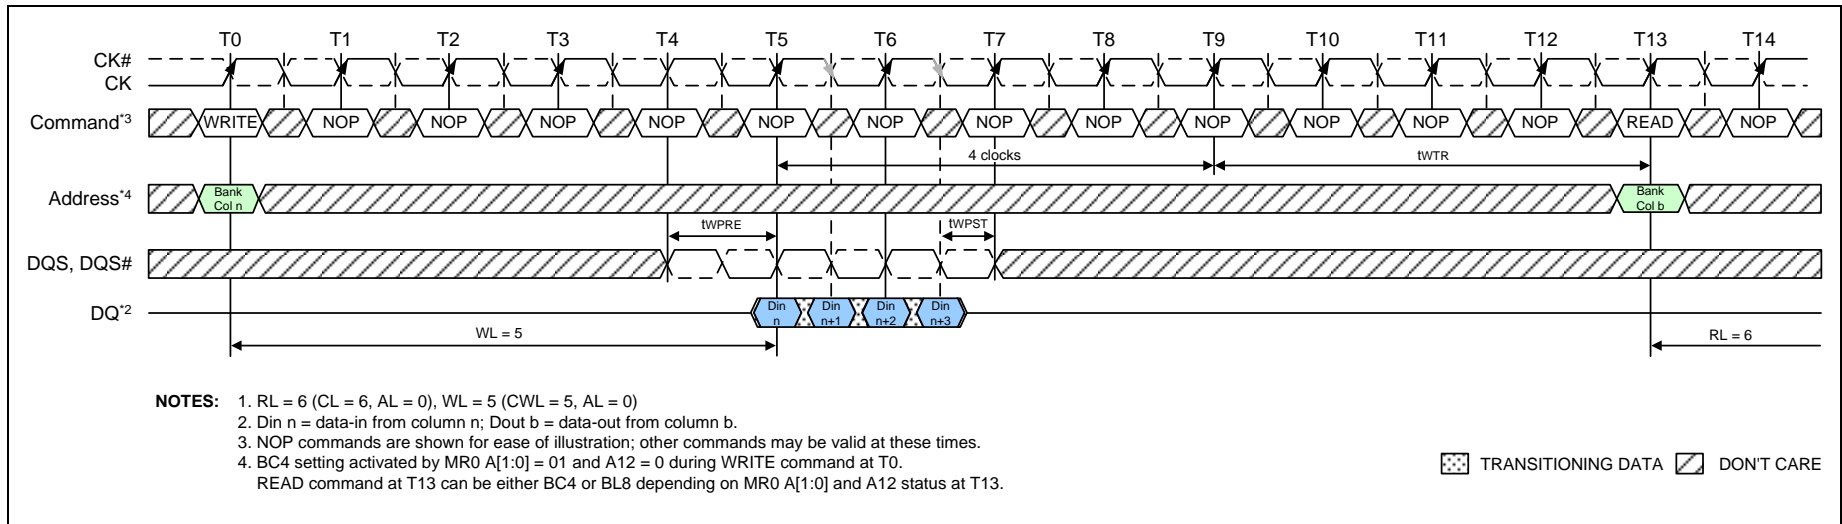 T0 T1 T2 T3 T4 T5 T6 T7 T8 T9 T10 T11 T12 T13 T14
CK#
CK
Command*3 WRITE NOP NOP NOP NOP NOP NOP NOP NOP NOP NOP NOP NOP READ NOP
4 clocks tWTR
Address*4 Bank Col n Bank Col b
tWPRE tWPST
DQS, DQS#
DQ*2 Din n Din n+1 Din n+2 Din n+3
WL = 5 RL = 6
NOTES: 1. RL = 6 (CL = 6, AL = 0), WL = 5 (CWL = 5, AL = 0)
2. Din n = data-in from column n; Dout b = data-out from column b.
3. NOP commands are shown for ease of illustration; other commands may be valid at these times.
4. BC4 setting activated by MR0 A[1:0] = 01 and A12 = 0 during WRITE command at T0.
READ command at T13 can be either BC4 or BL8 depending on MR0 A[1:0] and A12 status at T13.
TRANSITIONING DATA DON'T CARE